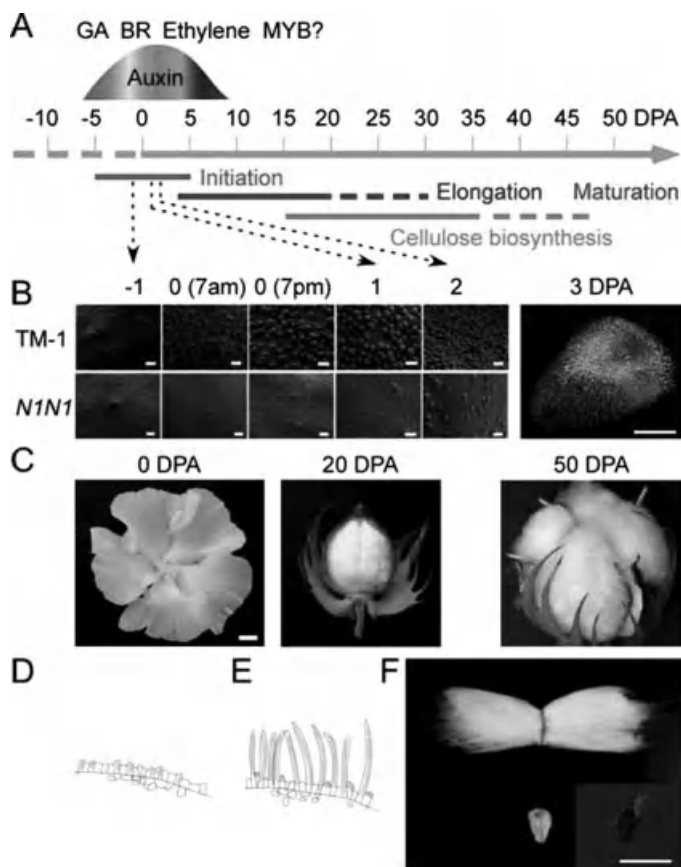 A
GA BR Ethylene MYB?
Auxin
-10 -5 0 5 10 15 20 25 30 35 40 45 50 DPA
Initiation
Elongation Maturation
Cellulose biosynthesis
B
-1 0 (7am) 0 (7pm) 1 2 3 DPA
TM-1
N1N1
C
0 DPA 20 DPA 50 DPA
D E F